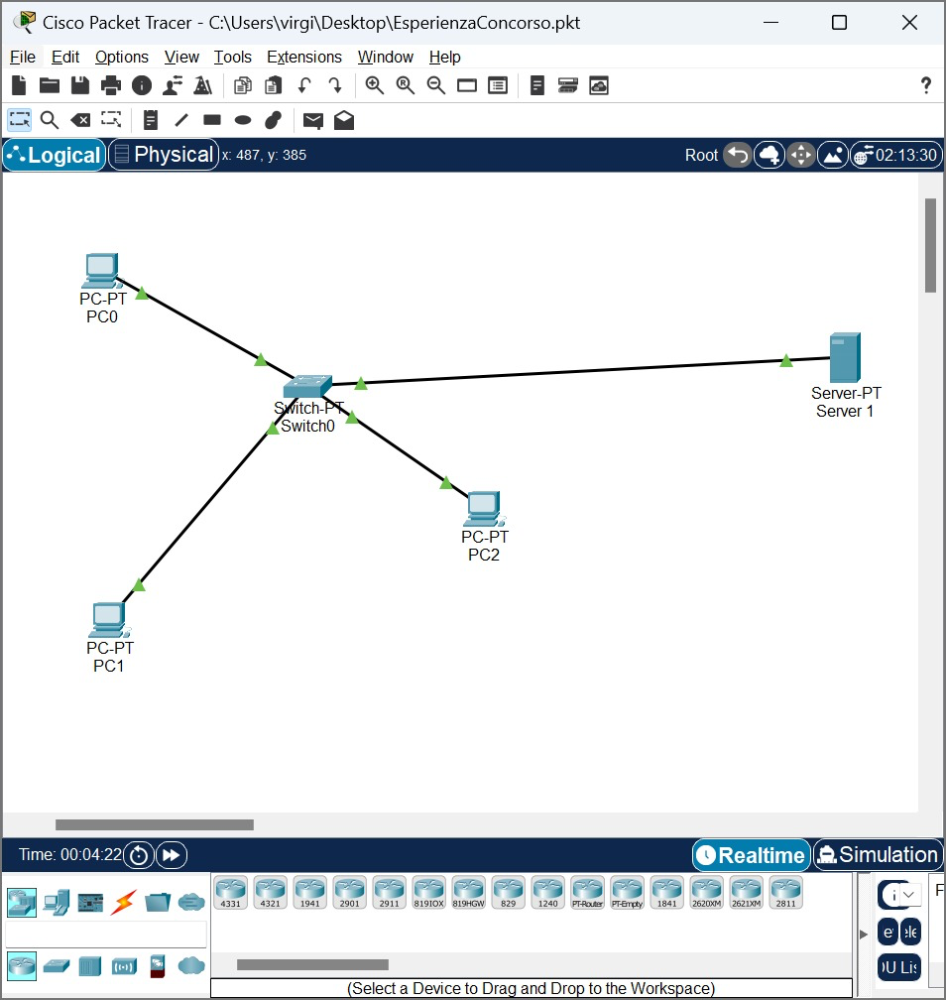 Cisco Packet Tracer - C:\Users\virgi\Desktop\EsperienzaConcorso.pkt
File Edit Options View Tools Extensions Window Help
?
Logical Physical x: 487, y: 385 Root 02:13:30
PC-PT
PC0
Server-PT
Server 1
Switch-PT
Switch0
PC-PT
PC2
PC-PT
PC1
Time: 00:04:22 Realtime Simulation
4331 4321 1941 2901 2911 819IOX 819HGW 829 1240 PT-Router PT-Empty 1841 2620XM 2621XM 2811
(Select a Device to Drag and Drop to the Workspace)